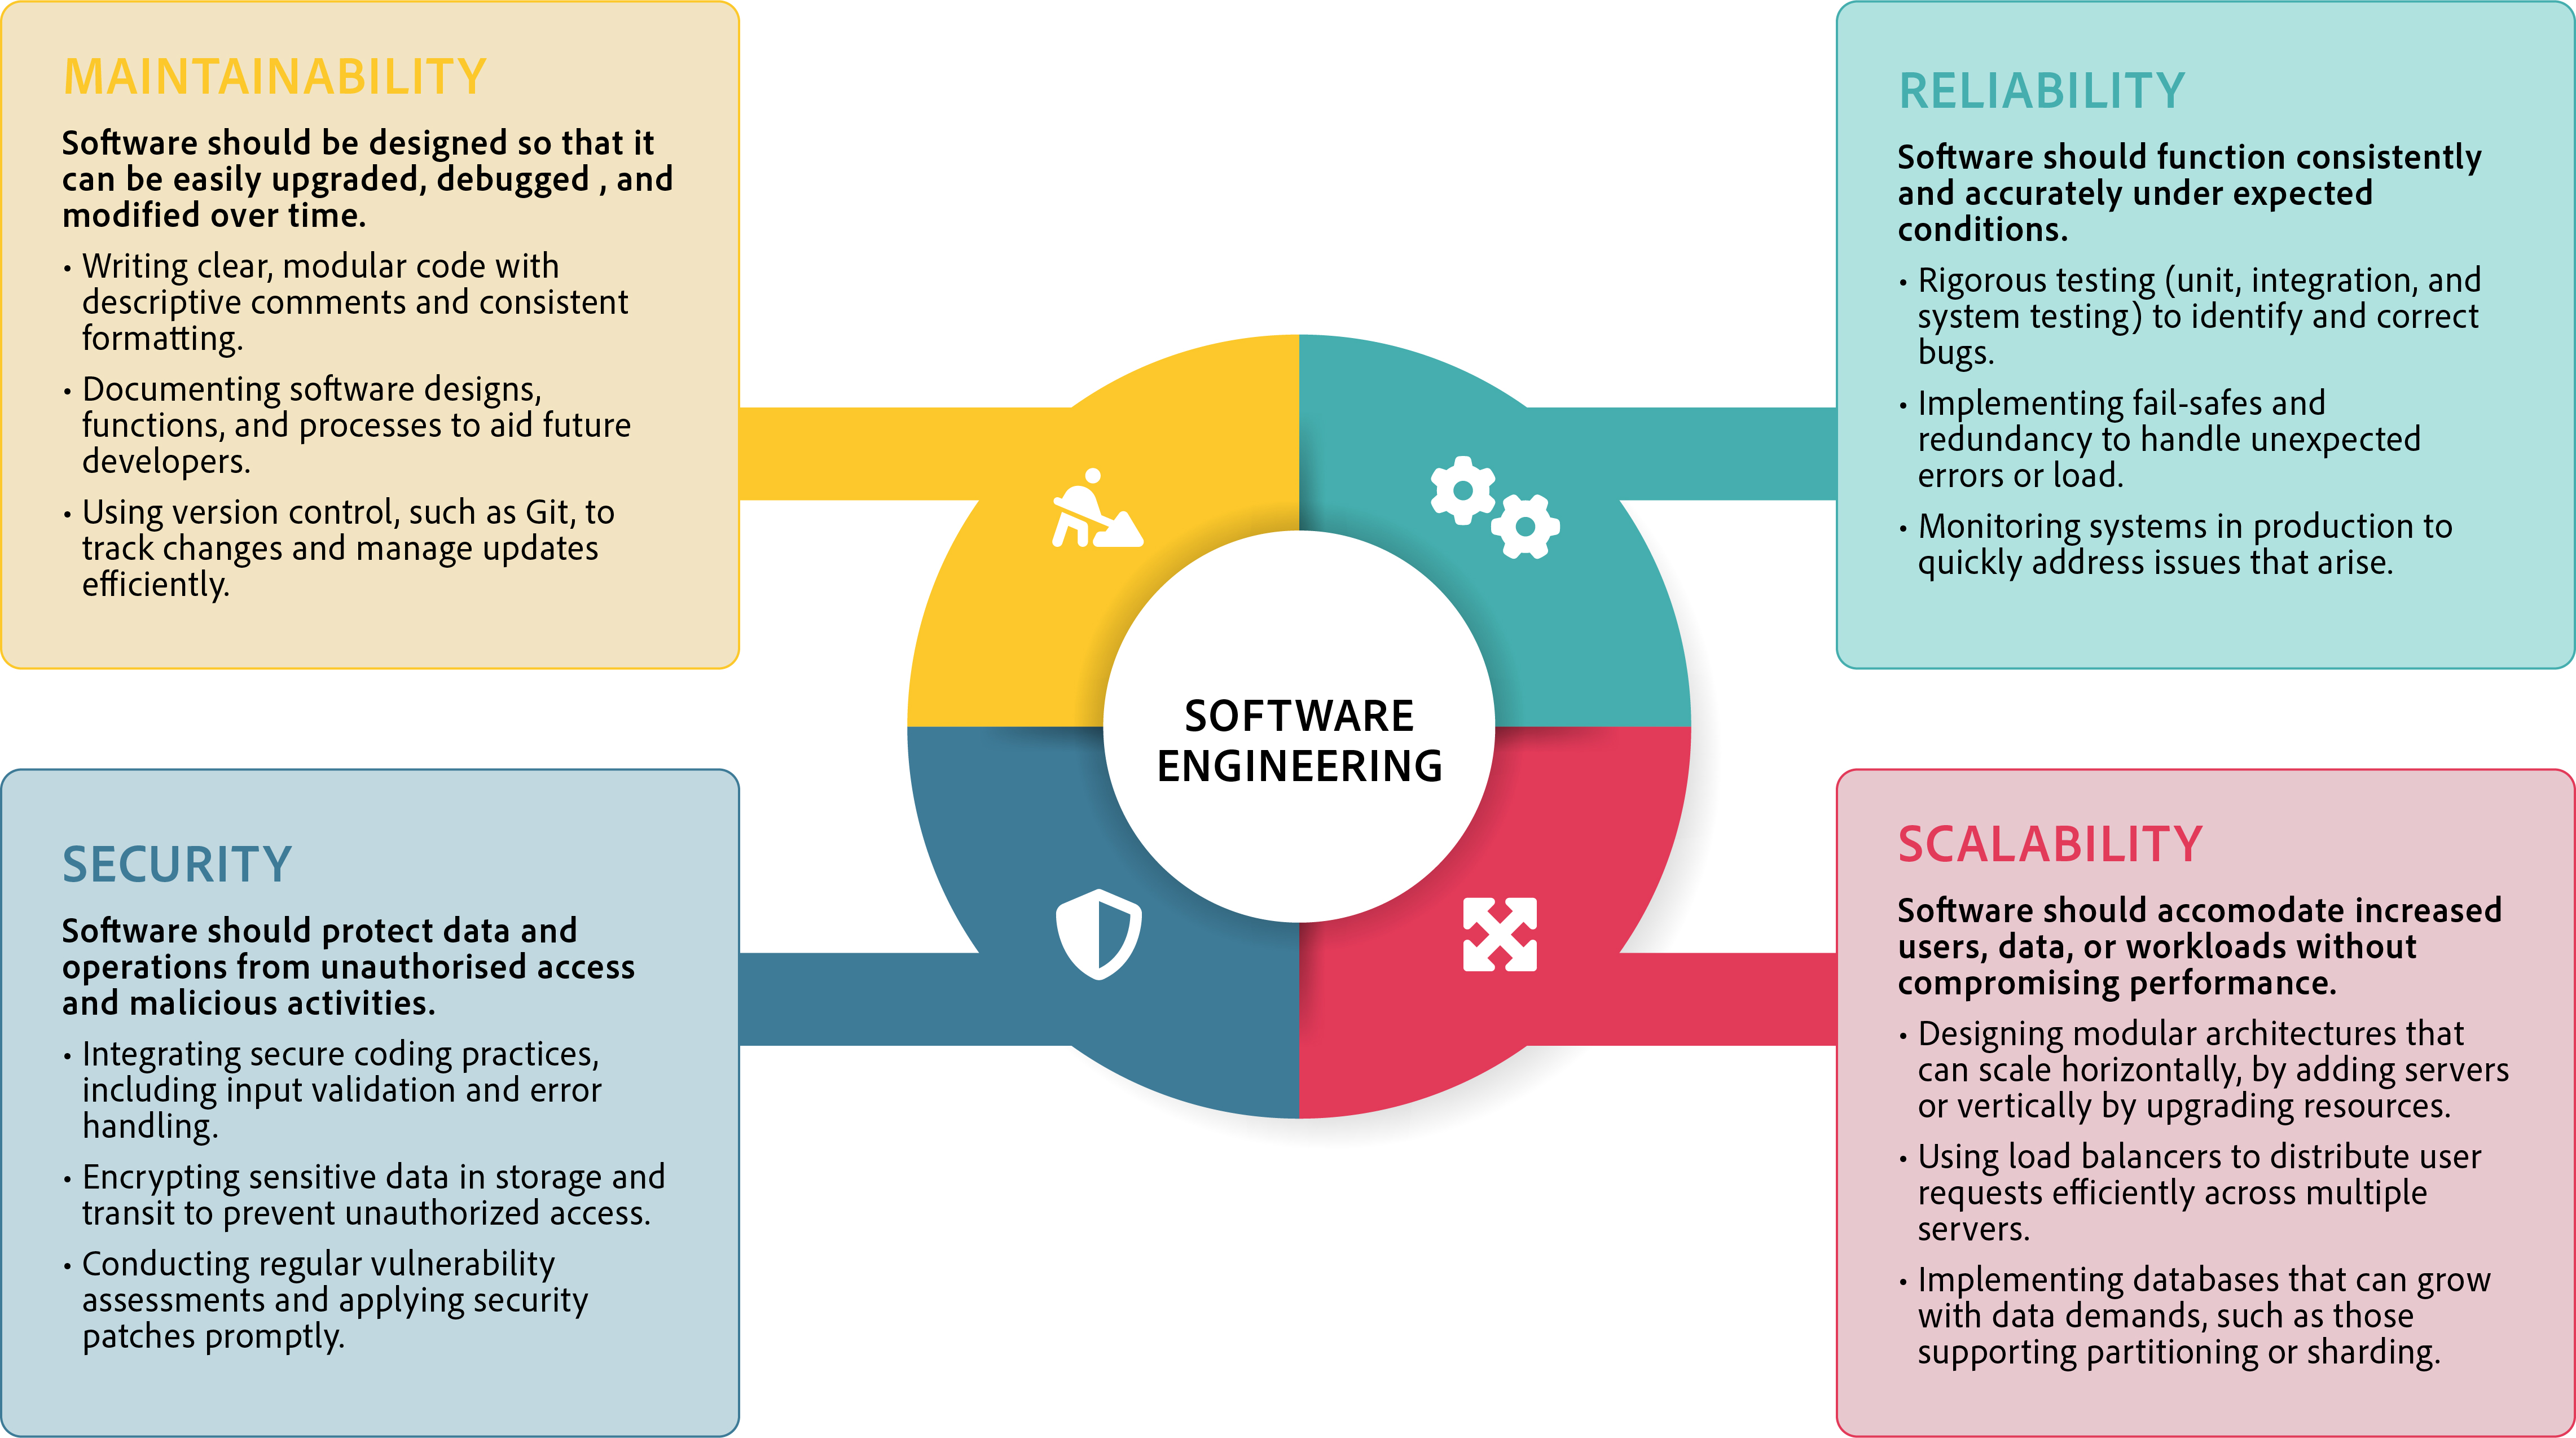 MAINTAINABILITY
Software should be designed so that it
can be easily upgraded, debugged , and
modified over time.
• Writing clear, modular code with
descriptive comments and consistent
formatting.
• Documenting software designs,
functions, and processes to aid future
developers.
• Using version control, such as Git, to
track changes and manage updates
efficiently.
RELIABILITY
Software should function consistently
and accurately under expected
conditions.
• Rigorous testing (unit, integration, and
system testing) to identify and correct
bugs.
• Implementing fail-safes and
redundancy to handle unexpected
errors or load.
• Monitoring systems in production to
quickly address issues that arise.
SOFTWARE
ENGINEERING
SECURITY
Software should protect data and
operations from unauthorised access
and malicious activities.
• Integrating secure coding practices,
including input validation and error
handling.
• Encrypting sensitive data in storage and
transit to prevent unauthorized access.
• Conducting regular vulnerability
assessments and applying security
patches promptly.
SCALABILITY
Software should accomodate increased
users, data, or workloads without
compromising performance.
• Designing modular architectures that
can scale horizontally, by adding servers
or vertically by upgrading resources.
• Using load balancers to distribute user
requests efficiently across multiple
servers.
• Implementing databases that can grow
with data demands, such as those
supporting partitioning or sharding.